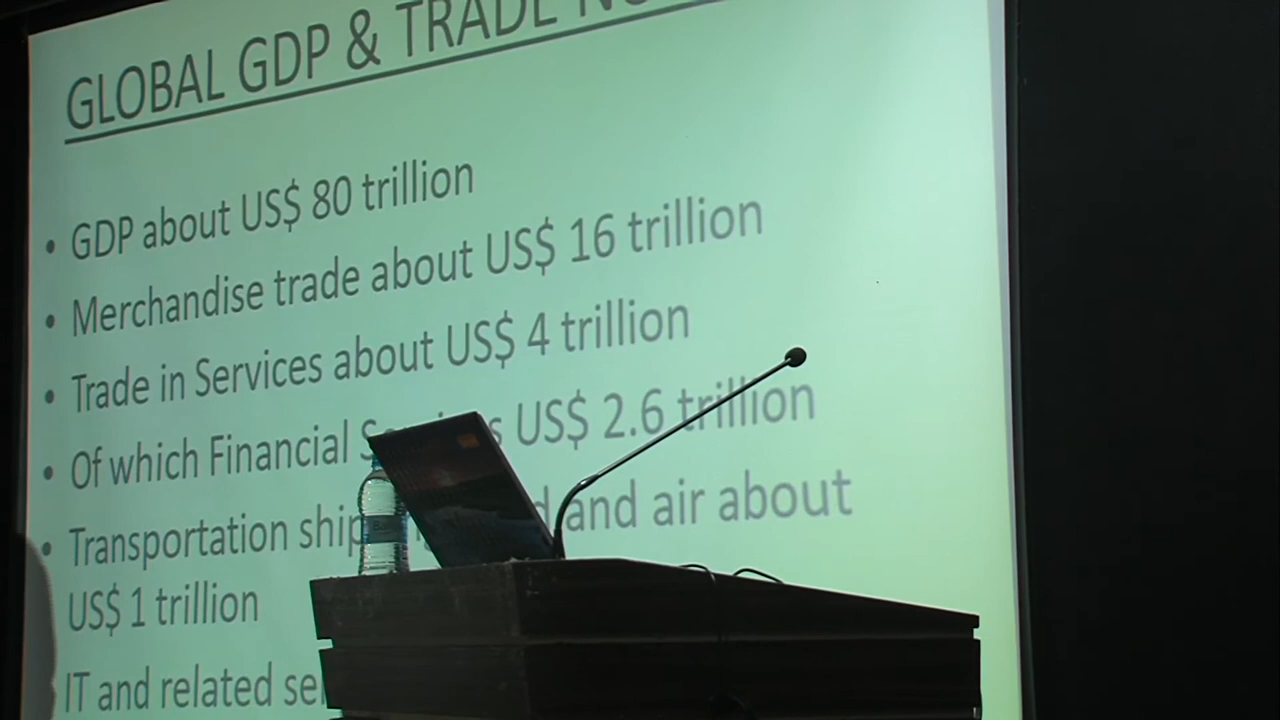 GLOBAL GDP & TRADE
• GDP about US$ 80 trillion
• Merchandise trade about US$ 16 trillion
• Trade in Services about US$ 4 trillion
• Of which Financial US$ 2.6 trillion
• Transportation and air about
US$ 1 trillion
IT and related